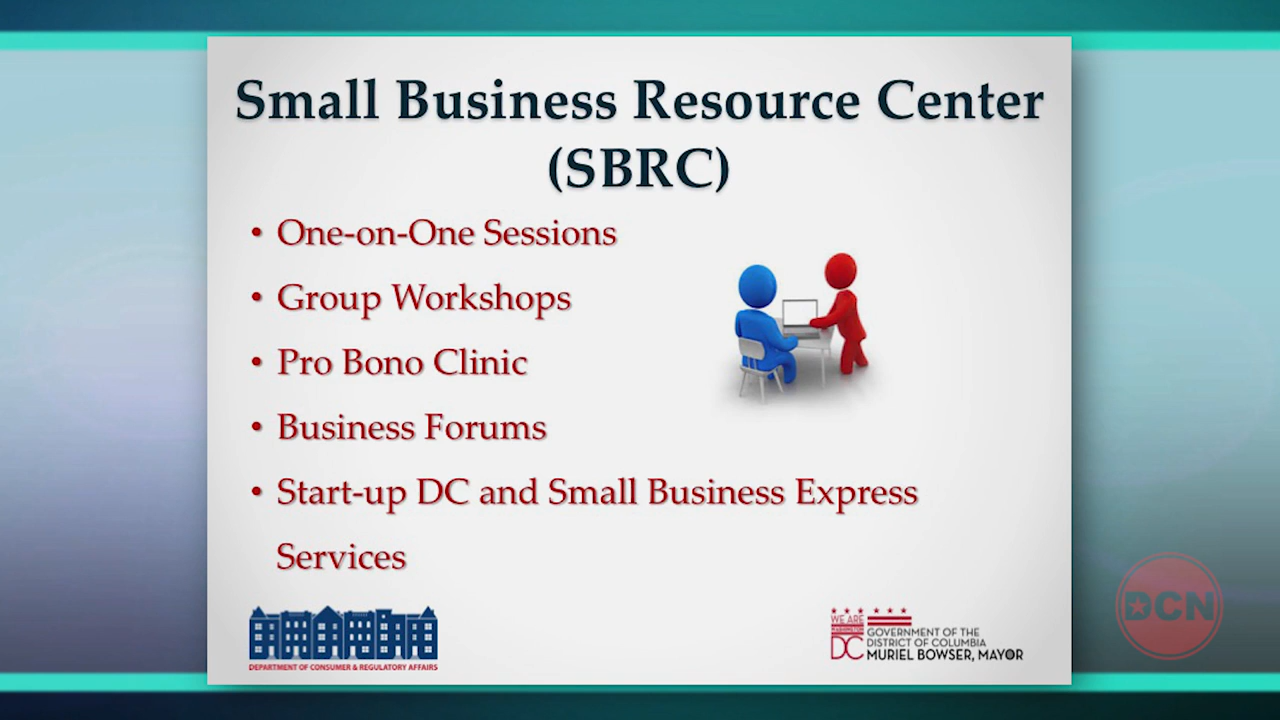 Small Business Resource Center
(SBRC)
• One-on-One Sessions
• Group Workshops
• Pro Bono Clinic
• Business Forums
• Start-up DC and Small Business Express
Services
DEPARTMENT OF CONSUMER & REGULATORY AFFAIRS
WE ARE
WASHINGTON
DC
GOVERNMENT OF THE
DISTRICT OF COLUMBIA
MURIEL BOWSER, MAYOR
DCN